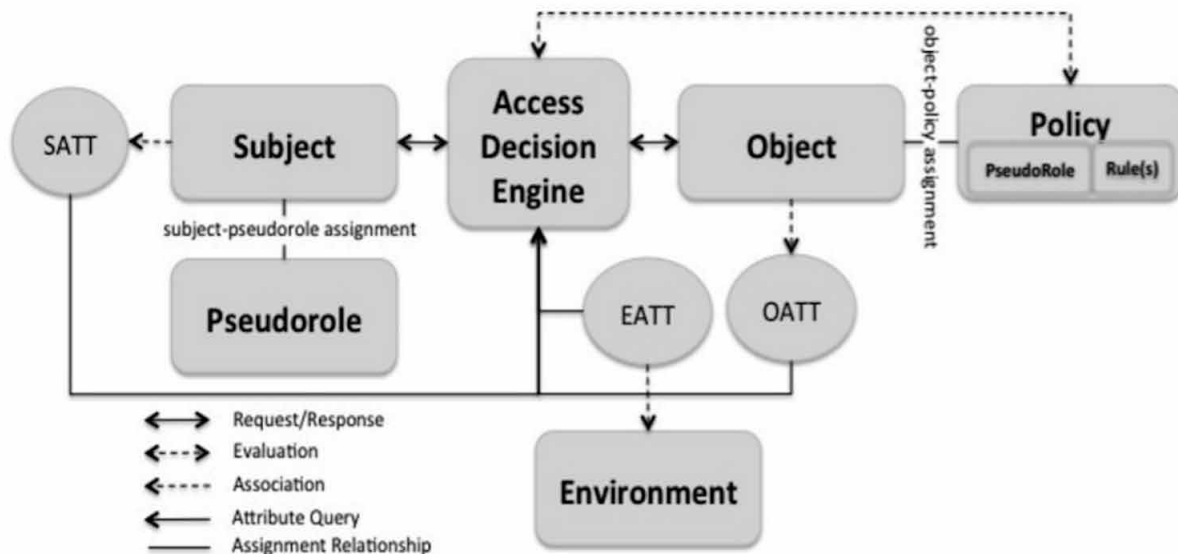 SATT
Subject
Access
Decision
Engine
Object
object-policy assignment
Policy
PseudoRole
Rule(s)
subject-pseudorole assignment
Pseudorole
EATT
OATT
Environment
Request/Response
Evaluation
Association
Attribute Query
Assignment Relationship